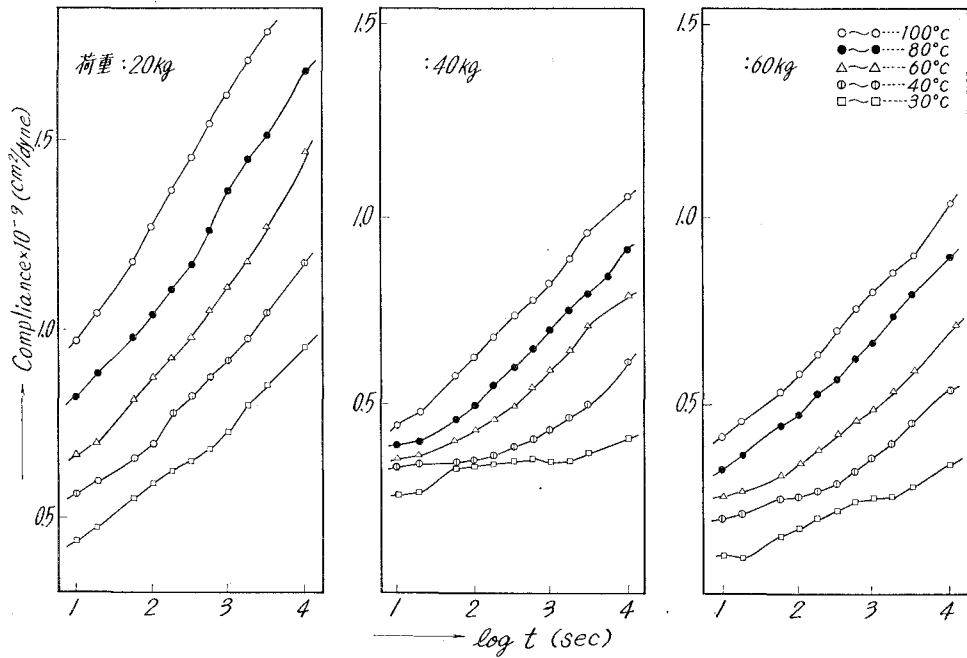 荷重:20kg
:40kg
:60kg
○~○----100°C
●~●----80°C
△~△----60°C
⦶~⦶----40°C
□~□----30°C
Compliance×10⁻⁹ (cm²/dyne)
1.5
1.0
0.5
1.5
1.0
0.5
1.5
1.0
0.5
1 2 3 4
1 2 3 4
1 2 3 4
log t (sec)